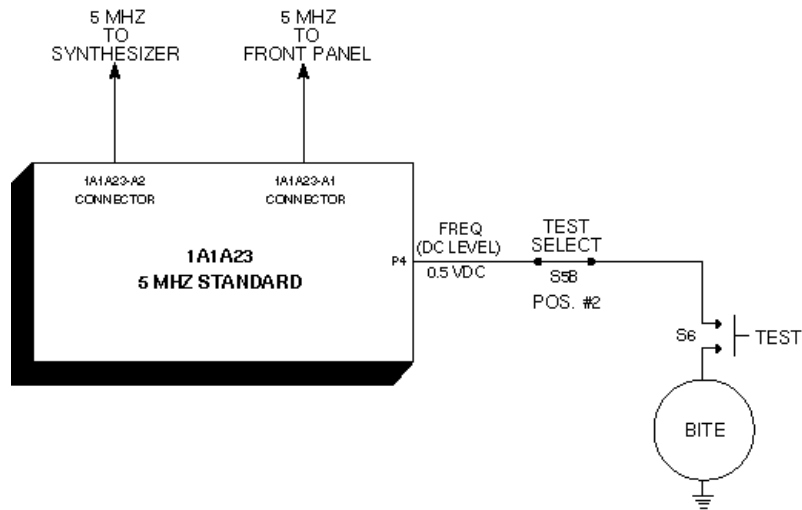 5 MHZ
TO
SYNTHESIZER
5 MHZ
TO
FRONT PANEL
1A1A23-A2
CONNECTOR
1A1A23-A1
CONNECTOR
1A1A23
5 MHZ STANDARD
P4
FREQ
(DC LEVEL)
0.5 VDC
TEST
SELECT
S5B
POS. #2
S6
TEST
BITE